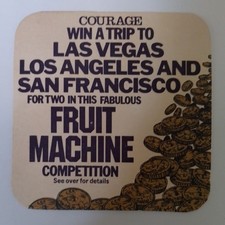 COURAGE
WIN A TRIP TO
LAS VEGAS
LOS ANGELES AND
SAN FRANCISCO
FOR TWO IN THIS FABULOUS
FRUIT
MACHINE
COMPETITION
See over for details